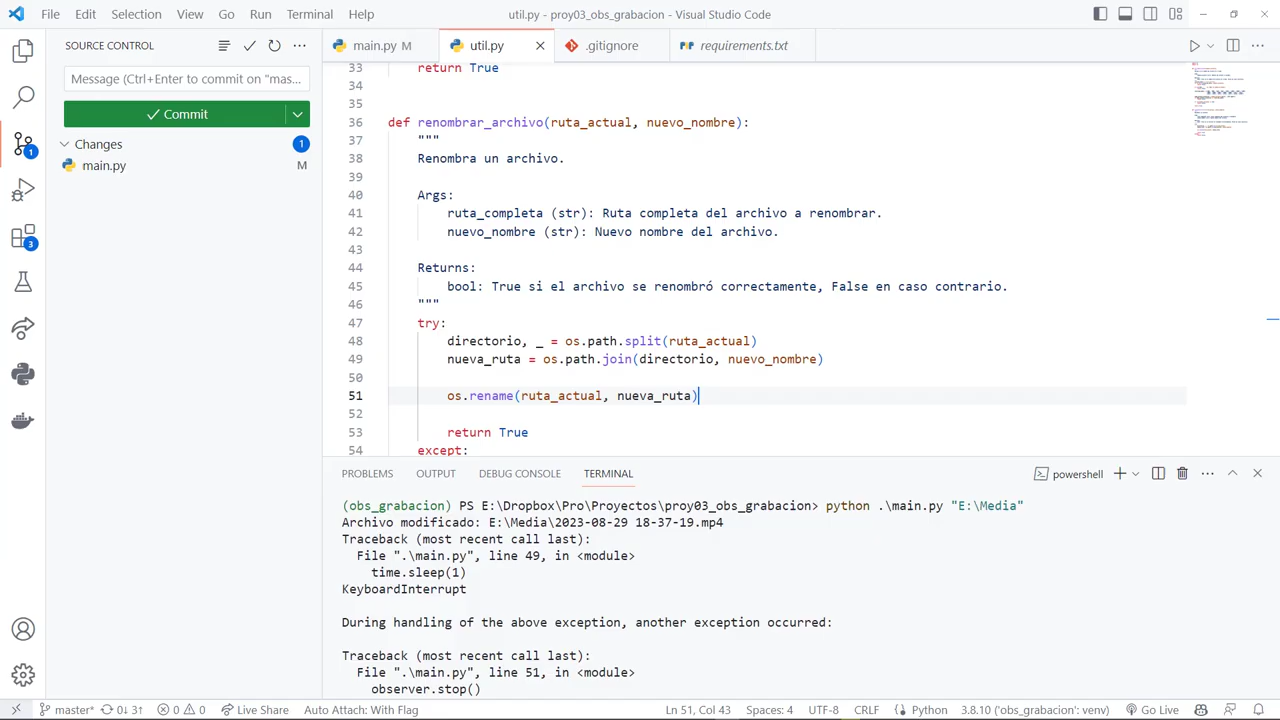 File Edit Selection View Go Run Terminal Help
util.py - proy03_obs_grabacion - Visual Studio Code
SOURCE CONTROL
Message (Ctrl+Enter to commit on "mas...
Commit
Changes 1
main.py M
1
3
main.py M
util.py
.gitignore
requirements.txt
33 return True
34
35
36 def renombrar_archivo(ruta_actual, nuevo_nombre):
37 """
38 Renombra un archivo.
39
40 Args:
41 ruta_completa (str): Ruta completa del archivo a renombrar.
42 nuevo_nombre (str): Nuevo nombre del archivo.
43
44 Returns:
45 bool: True si el archivo se renombró correctamente, False en caso contrario.
46 """
47 try:
48 directorio, _ = os.path.split(ruta_actual)
49 nueva_ruta = os.path.join(directorio, nuevo_nombre)
50
51 os.rename(ruta_actual, nueva_ruta)
52
53 return True
54 except:
PROBLEMS OUTPUT DEBUG CONSOLE TERMINAL
powershell
(obs_grabacion) PS E:\Dropbox\Pro\Proyectos\proy03_obs_grabacion> python .\main.py "E:\Media"
Archivo modificado: E:\Media\2023-08-29 18-37-19.mp4
Traceback (most recent call last):
File ".\main.py", line 49, in <module>
time.sleep(1)
KeyboardInterrupt
During handling of the above exception, another exception occurred:
Traceback (most recent call last):
File ".\main.py", line 51, in <module>
observer.stop()
master* 0↓ 3↑ 0 0 Live Share Auto Attach: With Flag
Ln 51, Col 43 Spaces: 4 UTF-8 CRLF Python 3.8.10 ('obs_grabacion': venv) Go Live